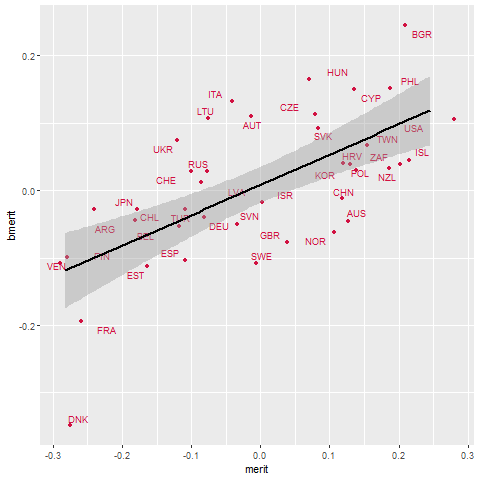 BGR
HUN
PHL
0.2
CYP
ITA
CZE
LTU
AUT
USA
SVK
TWN
UKR
ISL
HRV
ZAF
RUS
KOR
POL
NZL
CHE
0.0
LVA
ISR
CHN
JPN
AUS
CHL
TUR
SVN
ARG
DEU
BEL
GBR
NOR
ESP
SWE
FIN
VEN
EST
-0.2
FRA
DNK
bmerit
-0.3
-0.2
-0.1
0.0
0.1
0.2
0.3
merit